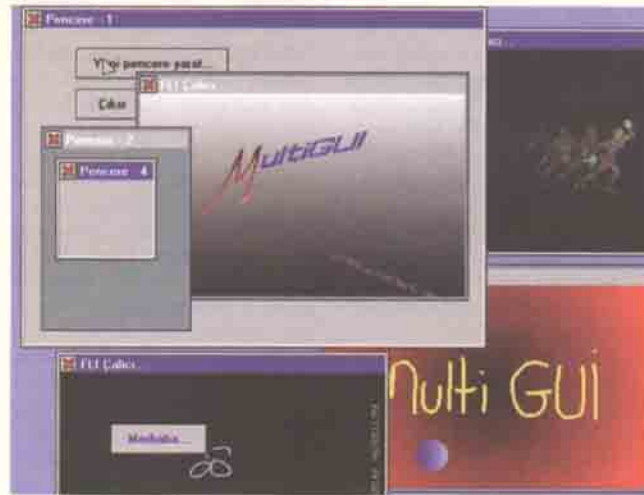 Pencere - 1
Yeni pencere yarat...
Çıkış
FLI Çalıcı...
MultiGUI
Pencere - 2
Pencere - 4
FLI Çalıcı...
Merhaba...
Multi GUI